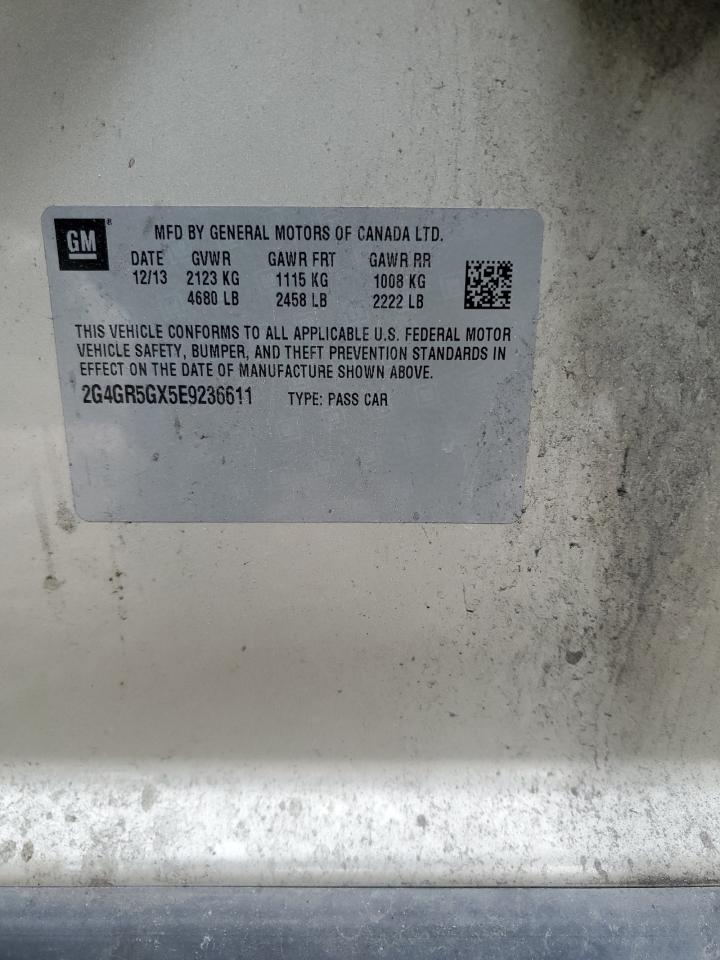 GM®
MFD BY GENERAL MOTORS OF CANADA LTD.
DATE GVWR GAWR FRT GAWR RR
12/13 2123 KG 1115 KG 1008 KG
4680 LB 2458 LB 2222 LB
THIS VEHICLE CONFORMS TO ALL APPLICABLE U.S. FEDERAL MOTOR
VEHICLE SAFETY, BUMPER, AND THEFT PREVENTION STANDARDS IN
EFFECT ON THE DATE OF MANUFACTURE SHOWN ABOVE.
2G4GR5GX5E9236611 TYPE: PASS CAR